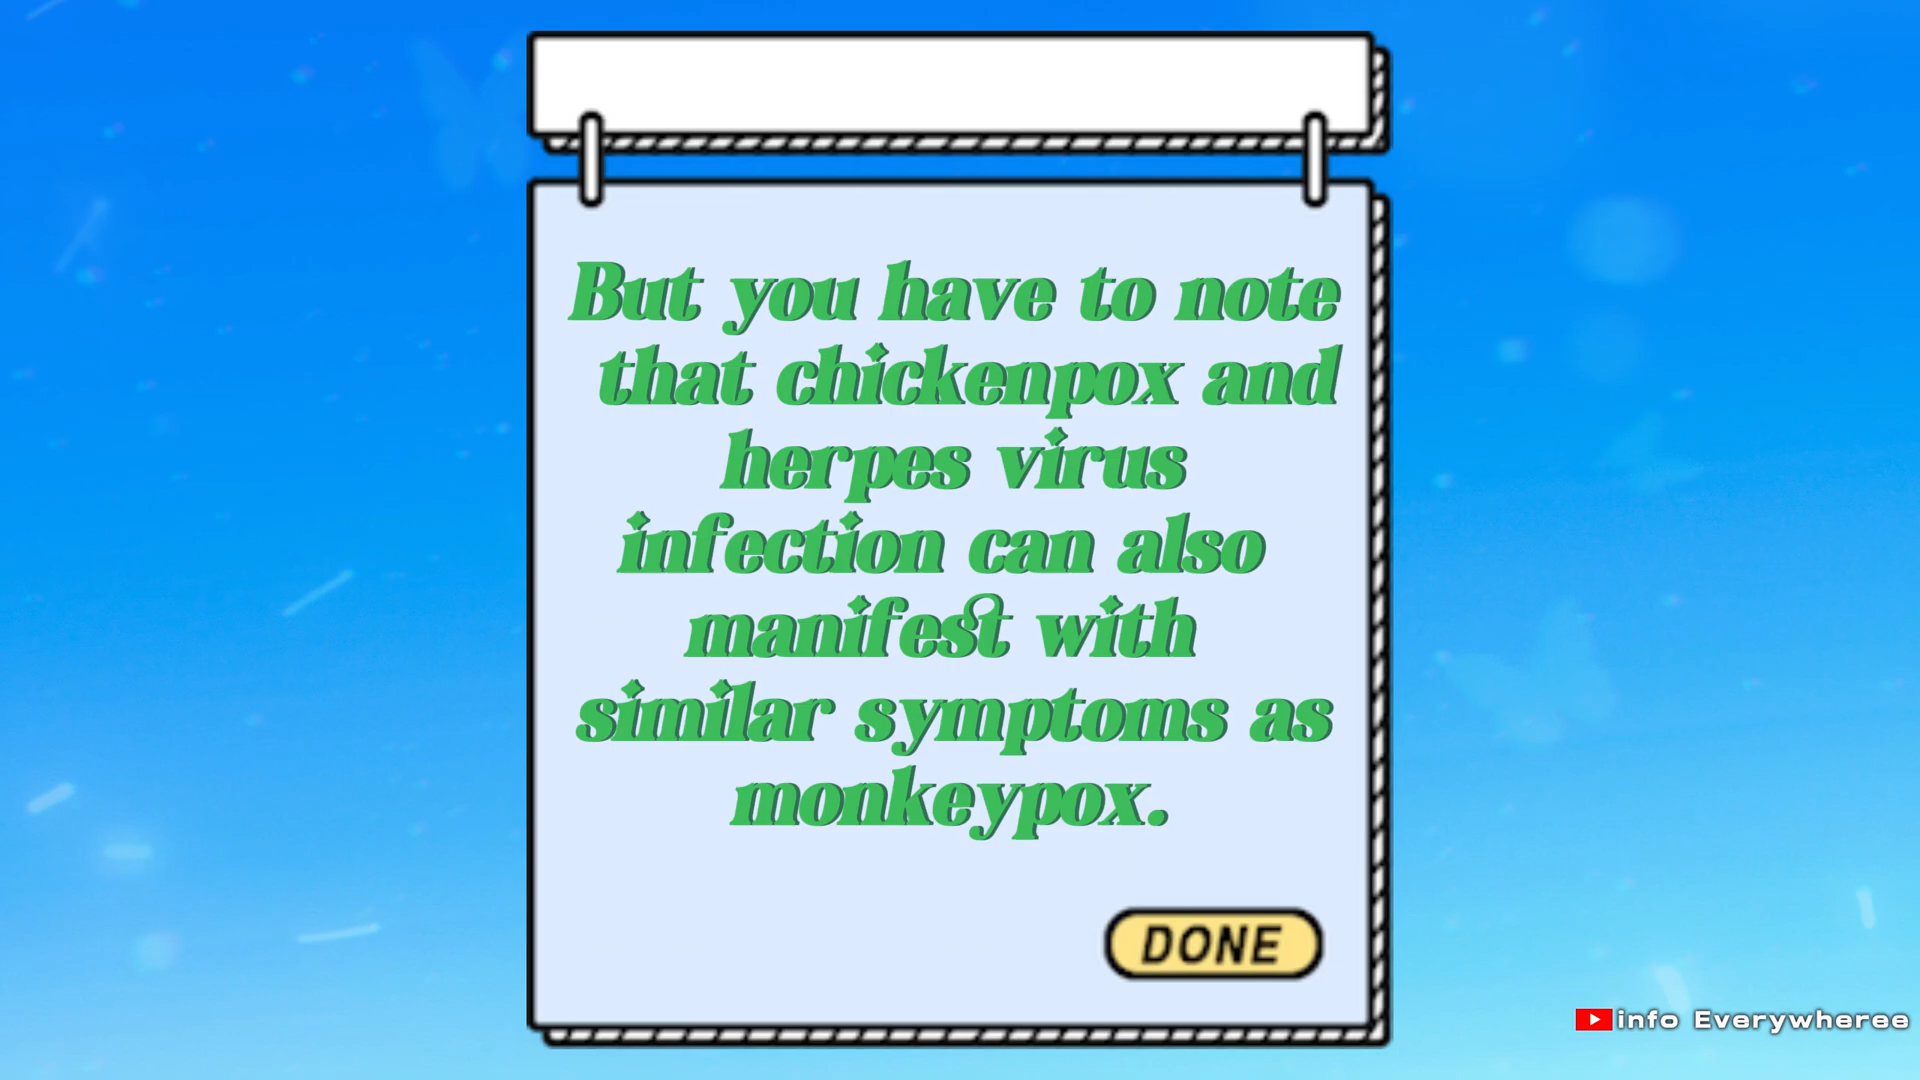 But you have to note
that chickenpox and
herpes virus
infection can also
manifest with
similar symptoms as
monkeypox.
DONE
info Everywheree